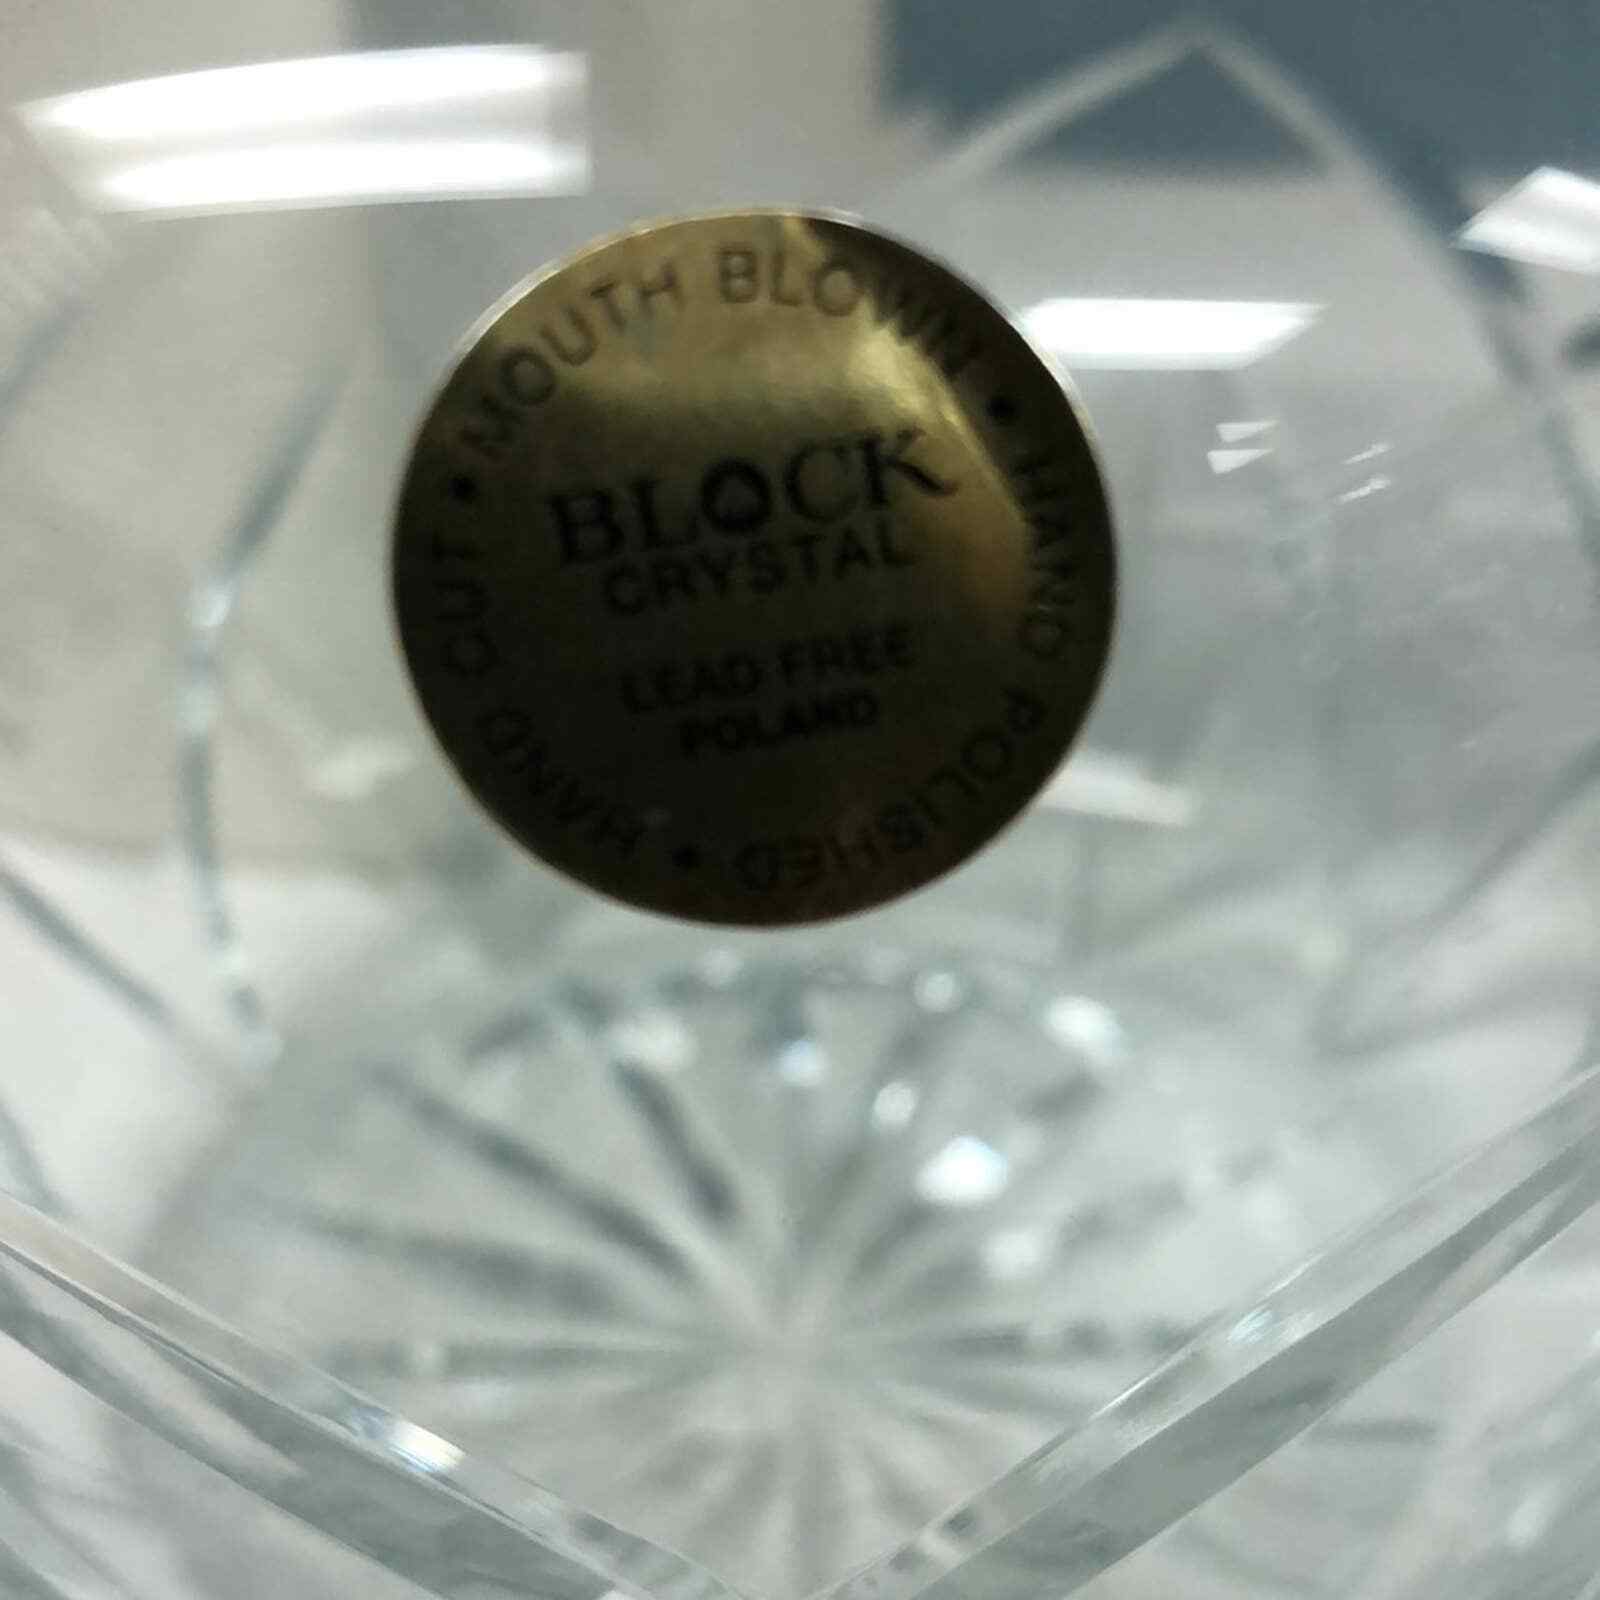 MOUTH BLOWN • HAND POLISHED • HAND CUT •
BLOCK
CRYSTAL
LEAD FREE
POLAND